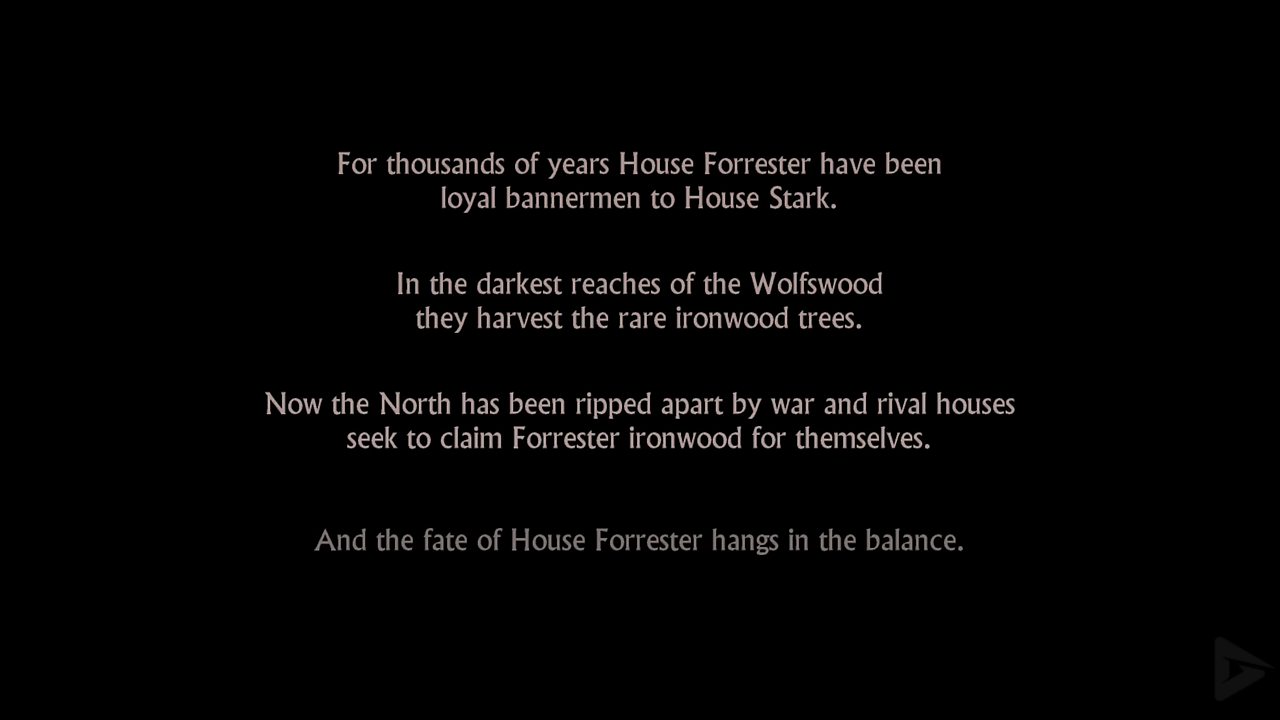 For thousands of years House Forrester have been
loyal bannermen to House Stark.
In the darkest reaches of the Wolfswood
they harvest the rare ironwood trees.
Now the North has been ripped apart by war and rival houses
seek to claim Forrester ironwood for themselves.
And the fate of House Forrester hangs in the balance.